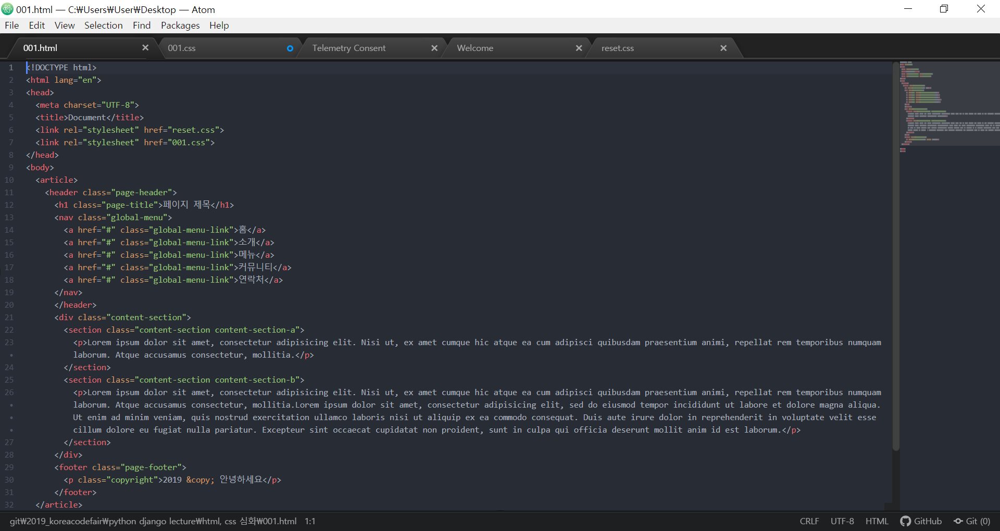 001.html — C:₩Users₩User₩Desktop — Atom
File Edit View Selection Find Packages Help
001.html 001.css Telemetry Consent Welcome reset.css
1 <!DOCTYPE html>
2 <html lang="en">
3 <head>
4 <meta charset="UTF-8">
5 <title>Document</title>
6 <link rel="stylesheet" href="reset.css">
7 <link rel="stylesheet" href="001.css">
8 </head>
9 <body>
10 <article>
11 <header class="page-header">
12 <h1 class="page-title">페이지 제목</h1>
13 <nav class="global-menu">
14 <a href="#" class="global-menu-link">홈</a>
15 <a href="#" class="global-menu-link">소개</a>
16 <a href="#" class="global-menu-link">메뉴</a>
17 <a href="#" class="global-menu-link">커뮤니티</a>
18 <a href="#" class="global-menu-link">연락처</a>
19 </nav>
20 </header>
21 <div class="content-section">
22 <section class="content-section content-section-a">
23 <p>Lorem ipsum dolor sit amet, consectetur adipisicing elit. Nisi ut, ex amet cumque hic atque ea cum adipisci quibusdam praesentium animi, repellat rem temporibus numquam
• laborum. Atque accusamus consectetur, mollitia.</p>
24 </section>
25 <section class="content-section content-section-b">
26 <p>Lorem ipsum dolor sit amet, consectetur adipisicing elit. Nisi ut, ex amet cumque hic atque ea cum adipisci quibusdam praesentium animi, repellat rem temporibus numquam
• laborum. Atque accusamus consectetur, mollitia.Lorem ipsum dolor sit amet, consectetur adipisicing elit, sed do eiusmod tempor incididunt ut labore et dolore magna aliqua.
• Ut enim ad minim veniam, quis nostrud exercitation ullamco laboris nisi ut aliquip ex ea commodo consequat. Duis aute irure dolor in reprehenderit in voluptate velit esse
• cillum dolore eu fugiat nulla pariatur. Excepteur sint occaecat cupidatat non proident, sunt in culpa qui officia deserunt mollit anim id est laborum.</p>
27 </section>
28 </div>
29 <footer class="page-footer">
30 <p class="copyright">2019 &copy; 안녕하세요</p>
31 </footer>
32 </article>
git₩2019_koreacodefair₩python django lecture₩html, css 심화₩001.html 1:1 CRLF UTF-8 HTML GitHub Git (0)